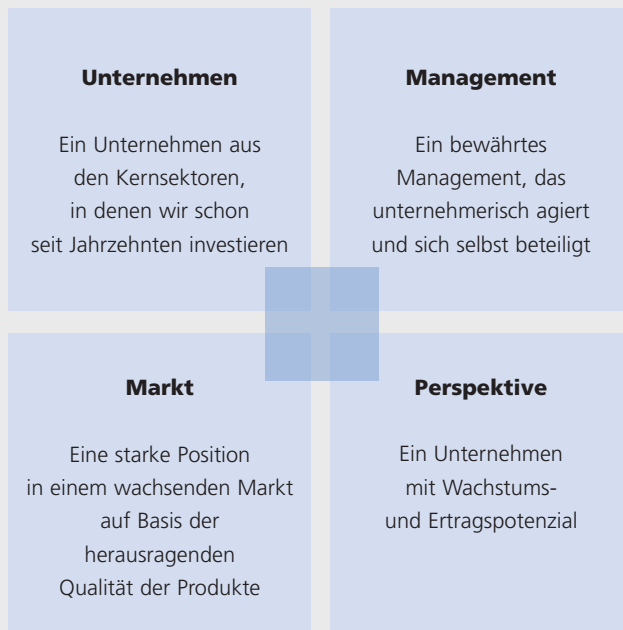 Unternehmen
Ein Unternehmen aus
den Kernsektoren,
in denen wir schon
seit Jahrzehnten investieren
Management
Ein bewährtes
Management, das
unternehmerisch agiert
und sich selbst beteiligt
Markt
Eine starke Position
in einem wachsenden Markt
auf Basis der
herausragenden
Qualität der Produkte
Perspektive
Ein Unternehmen
mit Wachstums-
und Ertragspotenzial